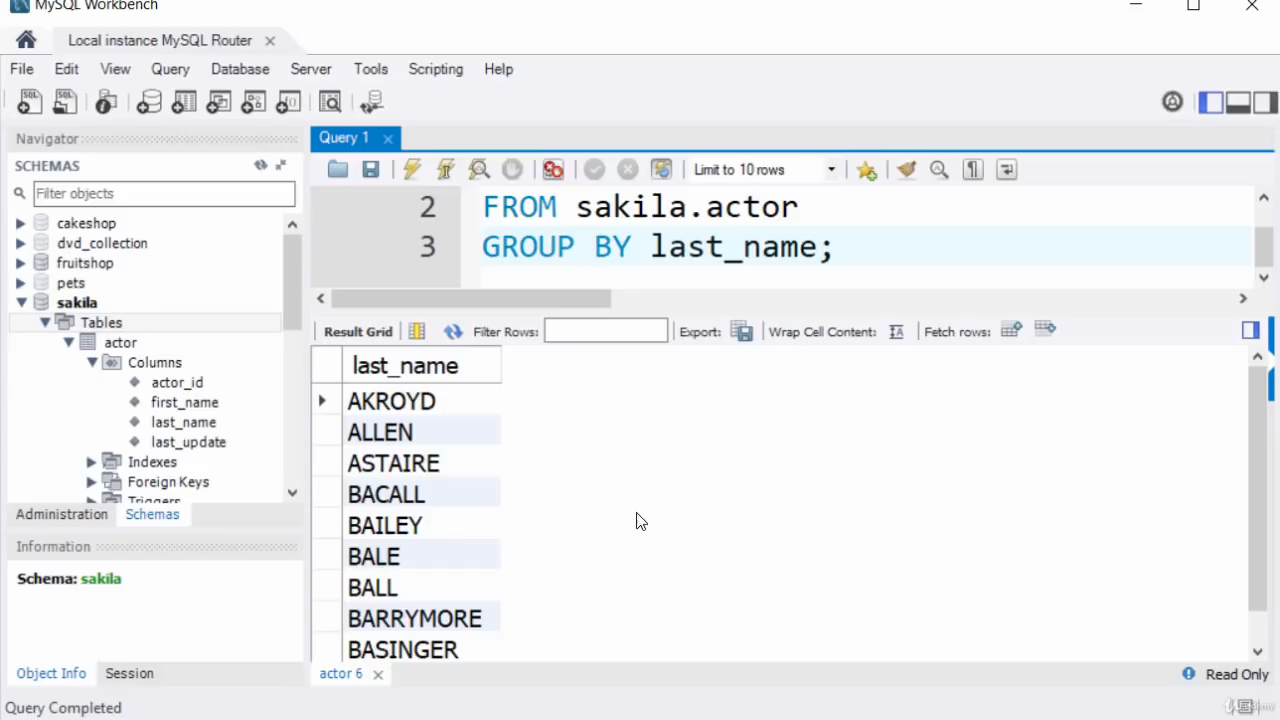 MySQL Workbench
Local instance MySQL Router
File Edit View Query Database Server Tools Scripting Help
Navigator
SCHEMAS
Filter objects
cakeshop
dvd_collection
fruitshop
pets
sakila
Tables
actor
Columns
actor_id
first_name
last_name
last_update
Indexes
Foreign Keys
Triggers
Administration Schemas
Information
Schema: sakila
Object Info Session
Query Completed
Query 1
Limit to 10 rows
2 FROM sakila.actor
3 GROUP BY last_name;
Result Grid Filter Rows: Export: Wrap Cell Content: Fetch rows:
last_name
AKROYD
ALLEN
ASTAIRE
BACALL
BAILEY
BALE
BALL
BARRYMORE
BASINGER
actor 6
Read Only